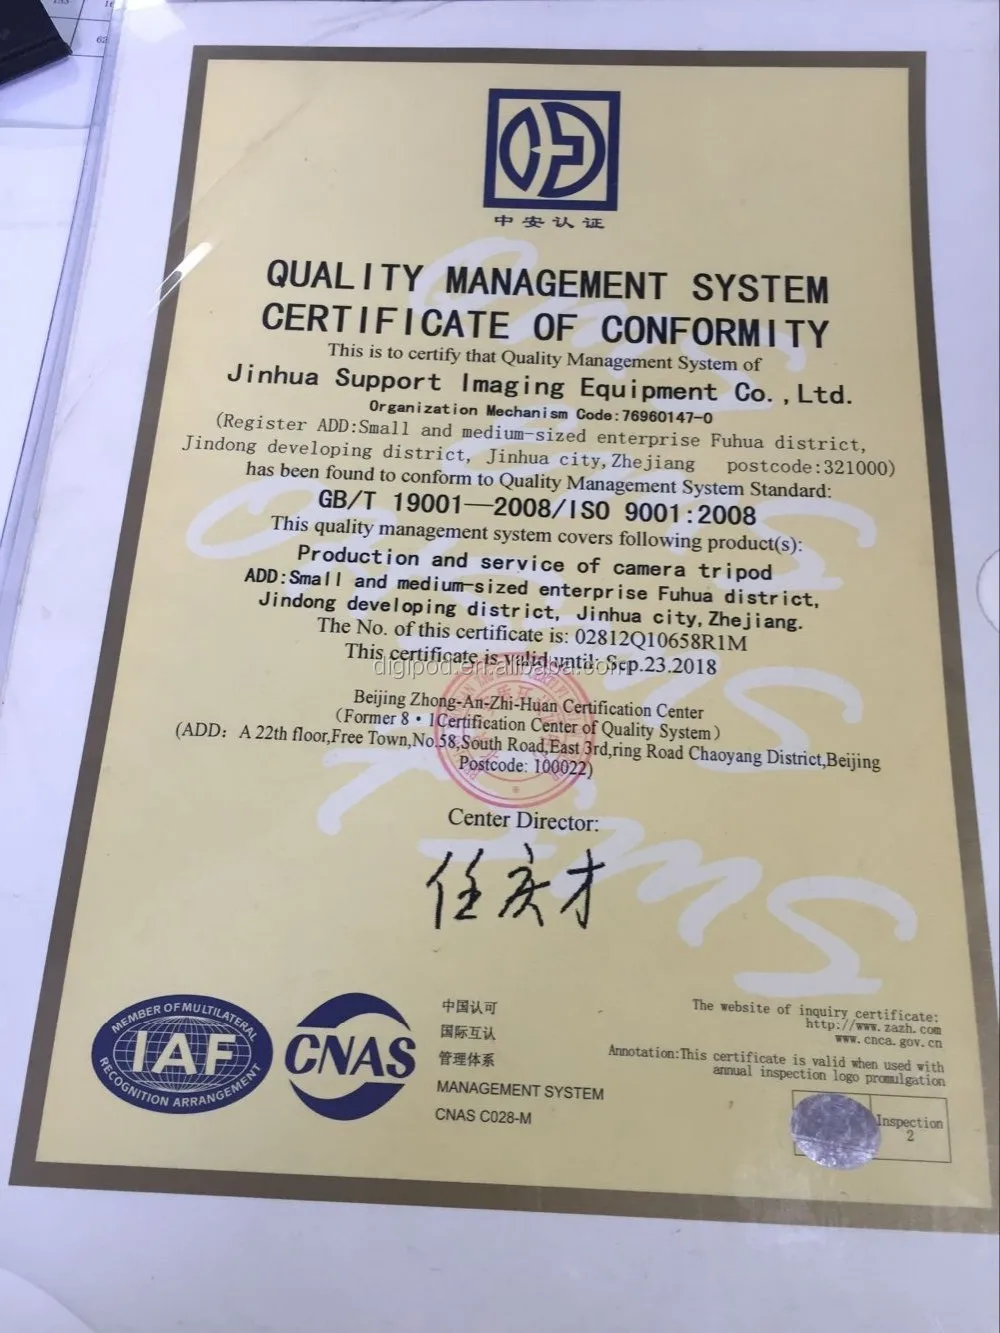 中安认证
QUALITY MANAGEMENT SYSTEM
CERTIFICATE OF CONFORMITY
This is to certify that Quality Management System of
Jinhua Support Imaging Equipment Co.,Ltd.
Organization Mechanism Code:76960147-0
(Register ADD:Small and medium-sized enterprise Fuhua district,
Jindong developing district, Jinhua city,Zhejiang postcode:321000)
has been found to conform to Quality Management System Standard:
GB/T 19001—2008/ISO 9001:2008
This quality management system covers following product(s):
Production and service of camera tripod
ADD:Small and medium-sized enterprise Fuhua district,
Jindong developing district, Jinhua city,Zhejiang.
The No. of this certificate is: 02812Q10658R1M
This certificate is valid until: Sep.23.2018
digipod.en.alibaba.com
Beijing Zhong-An-Zhi-Huan Certification Center
(Former 8·1Certification Center of Quality System)
(ADD: A 22th floor,Free Town,No.58,South Road,East 3rd,ring Road Chaoyang District,Beijing
Postcode: 100022)
Center Director:
任庆才
MEMBER OF MULTILATERAL
IAF
RECOGNITION ARRANGEMENT
CNAS
中国认可
国际互认
管理体系
MANAGEMENT SYSTEM
CNAS C028-M
The website of inquiry certificate:
http://www.zazh.com
www.cnca.gov.cn
Annotation:This certificate is valid when used with
annual inspection logo promulgation
Inspection
2